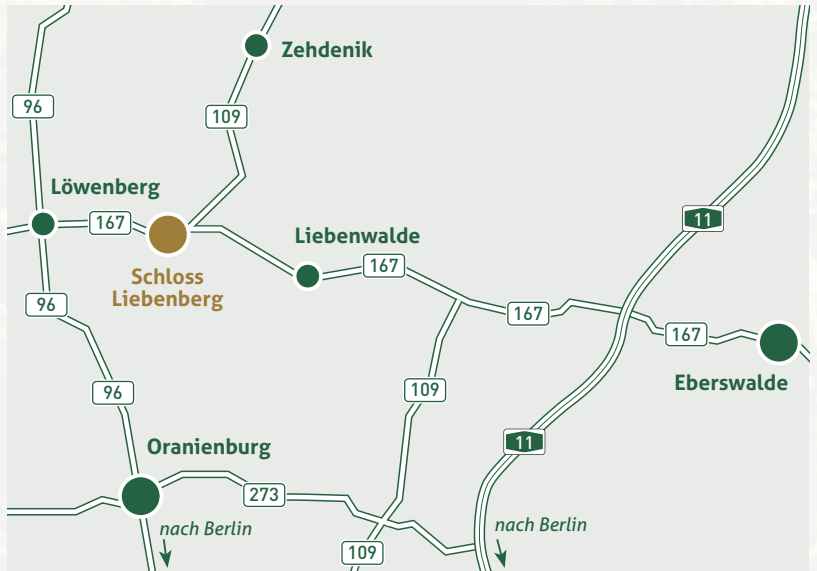 Zehdenik
96
109
11
Löwenberg
167
Liebenwalde
167
Schloss
Liebenberg
96
167
167
Eberswalde
96
109
11
Oranienburg
273
nach Berlin
nach Berlin
109